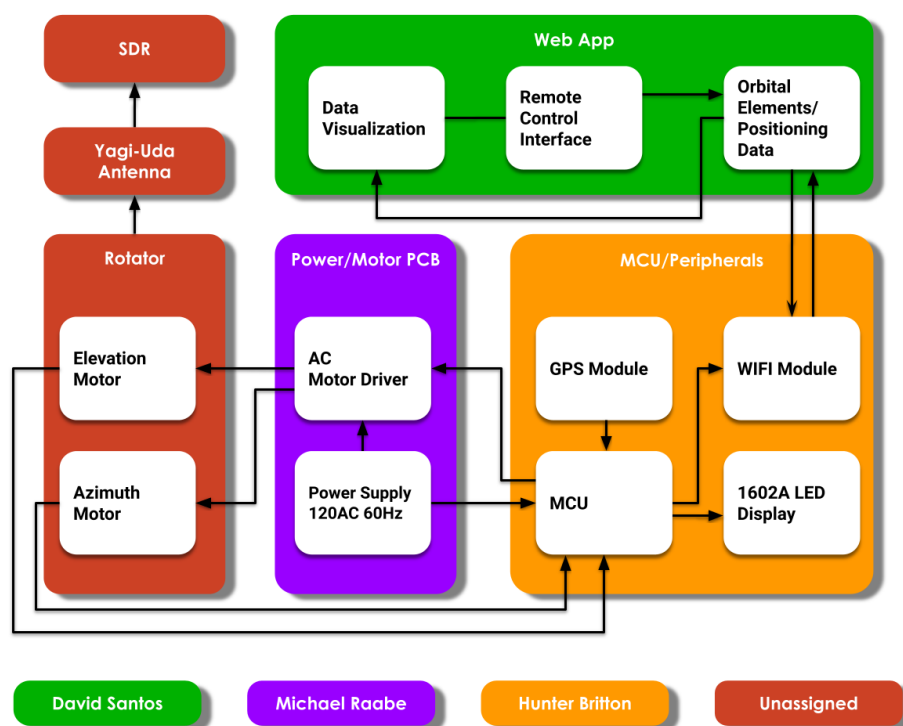 SDR
Yagi-Uda
Antenna
Web App
Data
Visualization
Remote
Control
Interface
Orbital
Elements/
Positioning
Data
Rotator
Elevation
Motor
Azimuth
Motor
Power/Motor PCB
AC
Motor Driver
Power Supply
120AC 60Hz
MCU/Peripherals
GPS Module
WIFI Module
MCU
1602A LED
Display
David Santos
Michael Raabe
Hunter Britton
Unassigned